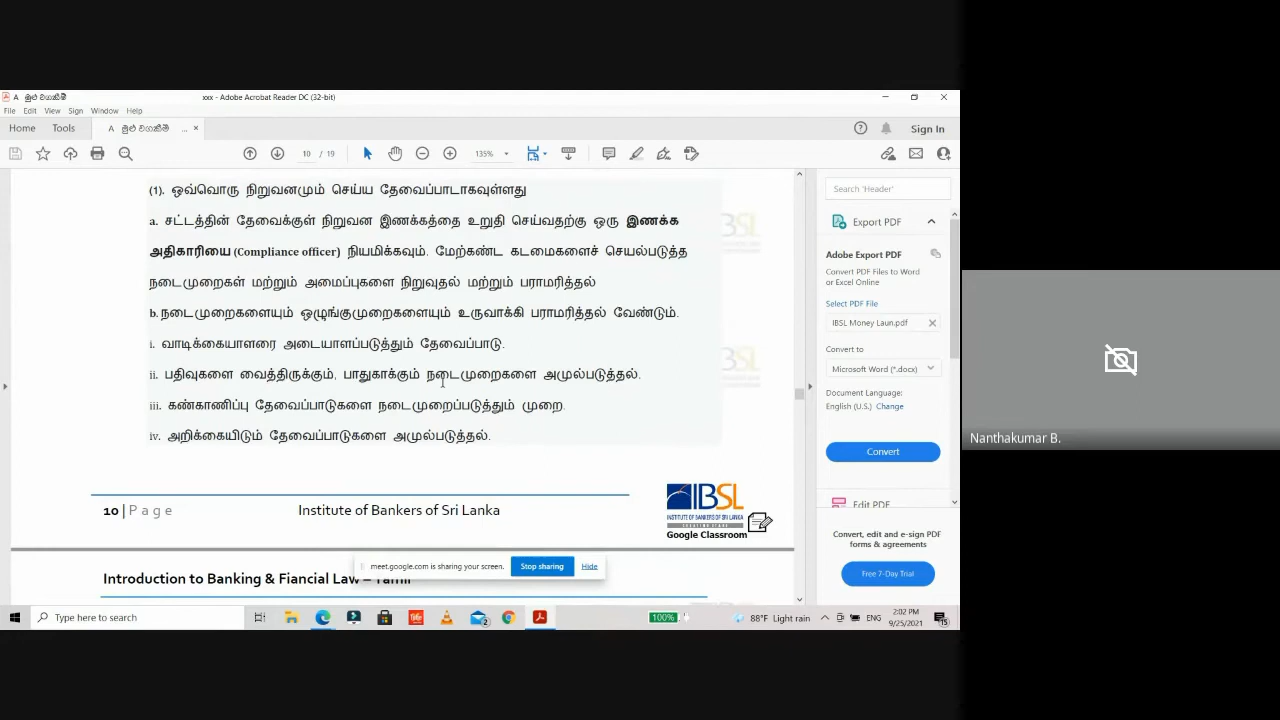 A මුළු වගකීම්
xxx - Adobe Acrobat Reader DC (32-bit)
File Edit View Sign Window Help
Home Tools A මුළු වගකීම් ... ×
10 / 19 135% Sign In
(1). ஒவ்வொரு நிறுவனமும் செய்ய தேவைப்பாடாகவுள்ளது
a. சட்டத்தின் தேவைக்குள் நிறுவன இணக்கத்தை உறுதி செய்வதற்கு ஒரு இணக்க
அதிகாரியை (Compliance officer) நியமிக்கவும். மேற்கண்ட கடமைகளைச் செயல்படுத்த
நடைமுறைகள் மற்றும் அமைப்புகளை நிறுவுதல் மற்றும் பராமரித்தல்
b. நடைமுறைகளையும் ஒழுங்குமுறைகளையும் உருவாக்கி பராமரித்தல் வேண்டும்.
i. வாடிக்கையாளரை அடையாளப்படுத்தும் தேவைப்பாடு.
ii. பதிவுகளை வைத்திருக்கும், பாதுகாக்கும் நடைமுறைகளை அமுல்படுத்தல்.
iii. கண்காணிப்பு தேவைப்பாடுகளை நடைமுறைப்படுத்தும் முறை.
iv. அறிக்கையிடும் தேவைப்பாடுகளை அமுல்படுத்தல்.
10 | Page Institute of Bankers of Sri Lanka
IBSL
INSTITUTE OF BANKERS OF SRI LANKA
Google Classroom
Introduction to Banking & Fiancial Law – Tamil
meet.google.com is sharing your screen. Stop sharing Hide
Search 'Header'
Export PDF
Adobe Export PDF
Convert PDF Files to Word
or Excel Online
Select PDF File
IBSL Money Laun.pdf
Convert to
Microsoft Word (*.docx)
Document Language:
English (U.S.) Change
Convert
Edit PDF
Convert, edit and e-sign PDF
forms & agreements
Free 7-Day Trial
Type here to search
100% 88°F Light rain ENG 2:02 PM
9/25/2021
Nanthakumar B.